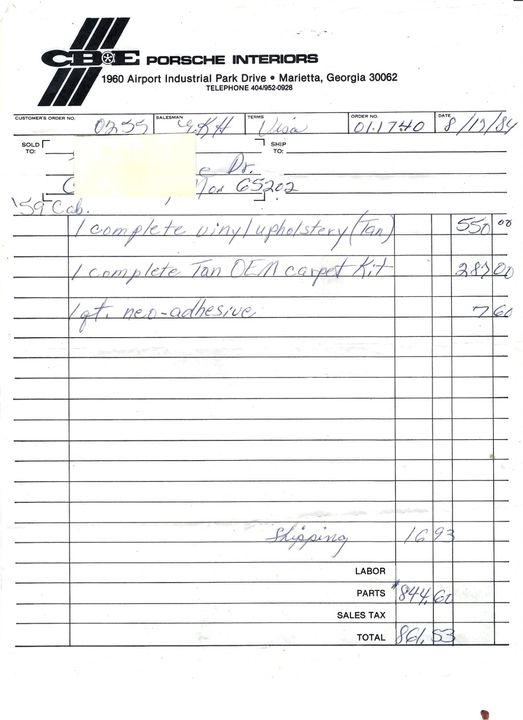 CB&E PORSCHE INTERIORS
1960 Airport Industrial Park Drive • Marietta, Georgia 30062
TELEPHONE 404/952-0928
CUSTOMER'S ORDER NO. 0255 SALESMAN TERMS Visa ORDER NO. 01-1740 DATE 8/17/84
SOLD TO: SHIP TO:
Dr.
65202
'59 Cab.
1 complete vinyl upholstery (Tan) 550 00
1 complete Tan OEM carpet Kit 287 00
1 qt. neo-adhesive 7 60
Shipping 16 93
LABOR
PARTS $844.60
SALES TAX
TOTAL 861.53